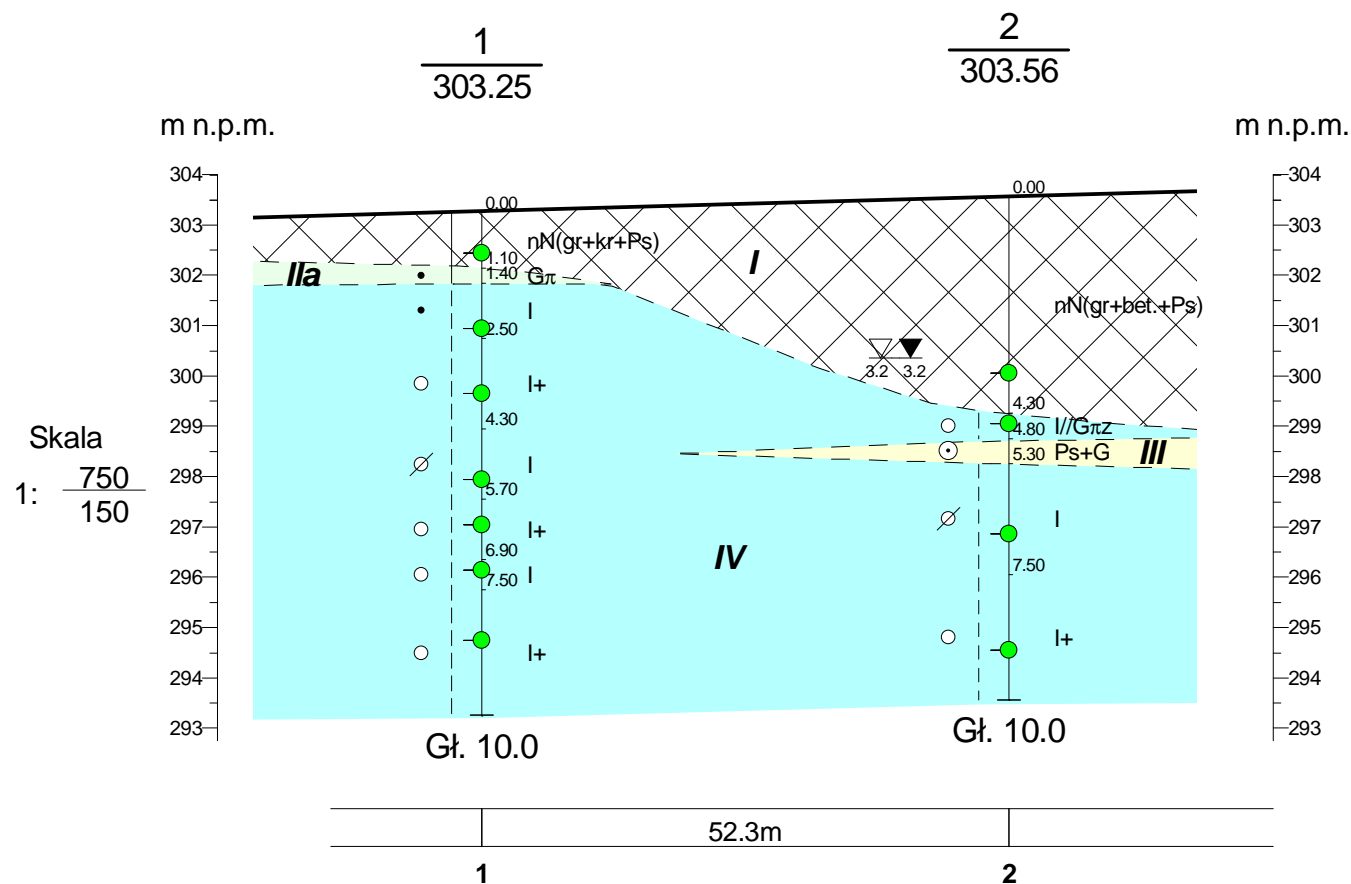 1
303.25
2
303.56
m n.p.m.
m n.p.m.
304
303
302
301
300
299
298
297
296
295
294
293
304
303
302
301
300
299
298
297
296
295
294
293
Skala
1: 750
150
0.00
nN(gr+kr+Ps)
1.10
1.40 Gπ
IIa
I
2.50
I+
4.30
I
5.70
I+
6.90
7.50 I
I+
Gł. 10.0
I
IV
0.00
nN(gr+bet.+Ps)
3.2 3.2
4.30
4.80 I//Gπz
5.30 Ps+G III
I
7.50
I+
Gł. 10.0
52.3m
1 2